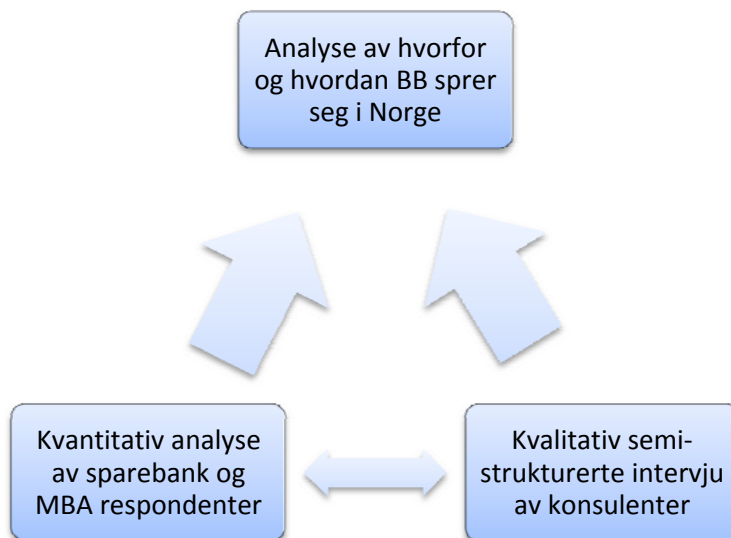 Analyse av hvorfor
og hvordan BB sprer
seg i Norge
Kvantitativ analyse
av sparebank og
MBA respondenter
Kvalitativ semi-
strukturerte intervju
av konsulenter